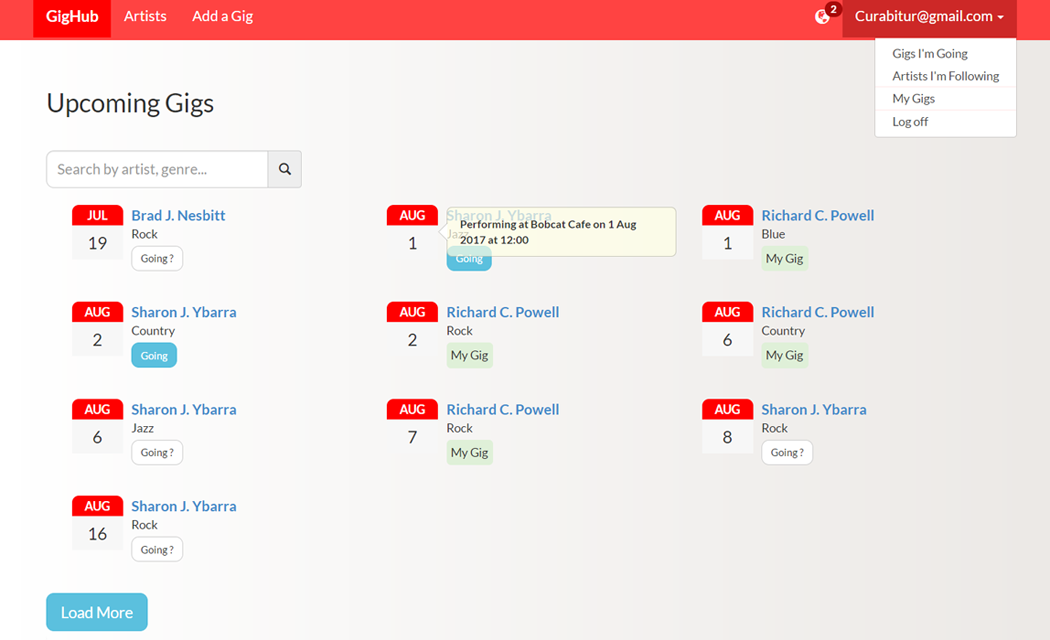 GigHub
Artists
Add a Gig
2
Curabitur@gmail.com
Gigs I'm Going
Artists I'm Following
My Gigs
Log off
Upcoming Gigs
Search by artist, genre...
JUL
19
Brad J. Nesbitt
Rock
Going ?
AUG
1
Sharon J. Ybarra
Jazz
Going
Performing at Bobcat Cafe on 1 Aug
2017 at 12:00
AUG
1
Richard C. Powell
Blue
My Gig
AUG
2
Sharon J. Ybarra
Country
Going
AUG
2
Richard C. Powell
Rock
My Gig
AUG
6
Richard C. Powell
Country
My Gig
AUG
6
Sharon J. Ybarra
Jazz
Going ?
AUG
7
Richard C. Powell
Rock
My Gig
AUG
8
Sharon J. Ybarra
Rock
Going ?
AUG
16
Sharon J. Ybarra
Rock
Going ?
Load More